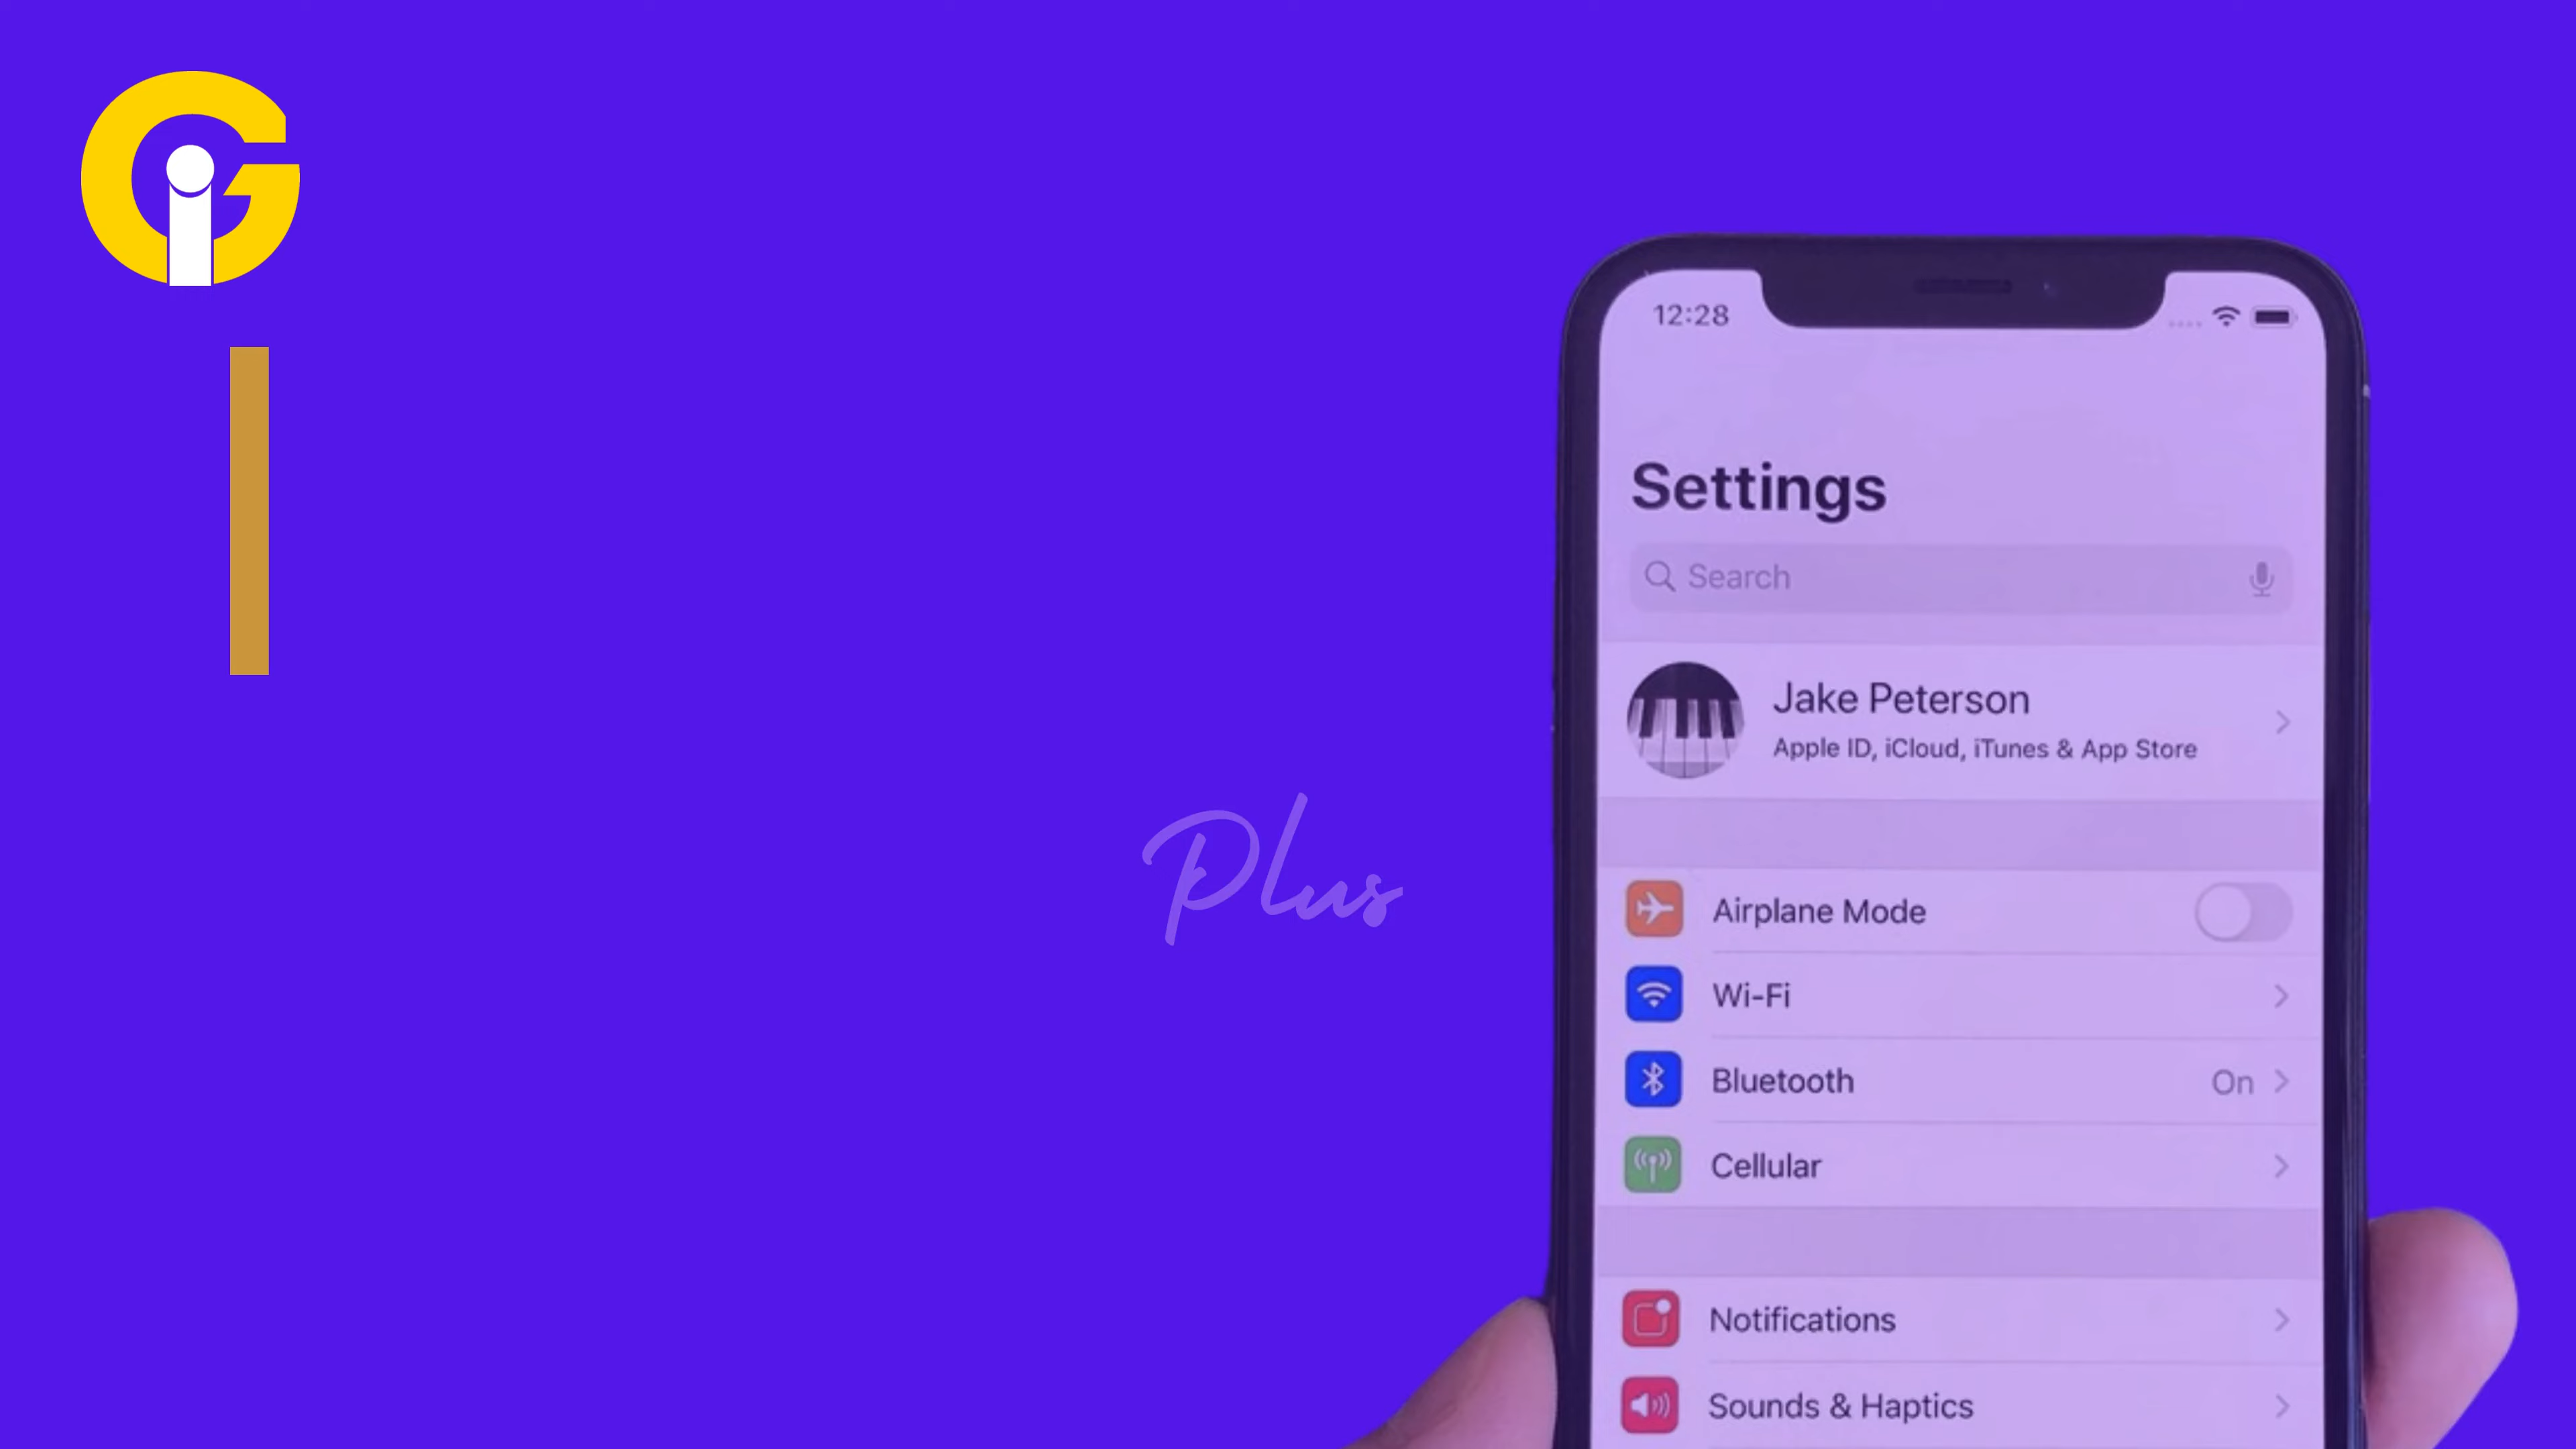 Gi
12:28
Settings
Search
Jake Peterson
Apple ID, iCloud, iTunes & App Store
Plus
Airplane Mode
Wi-Fi
Bluetooth On
Cellular
Notifications
Sounds & Haptics